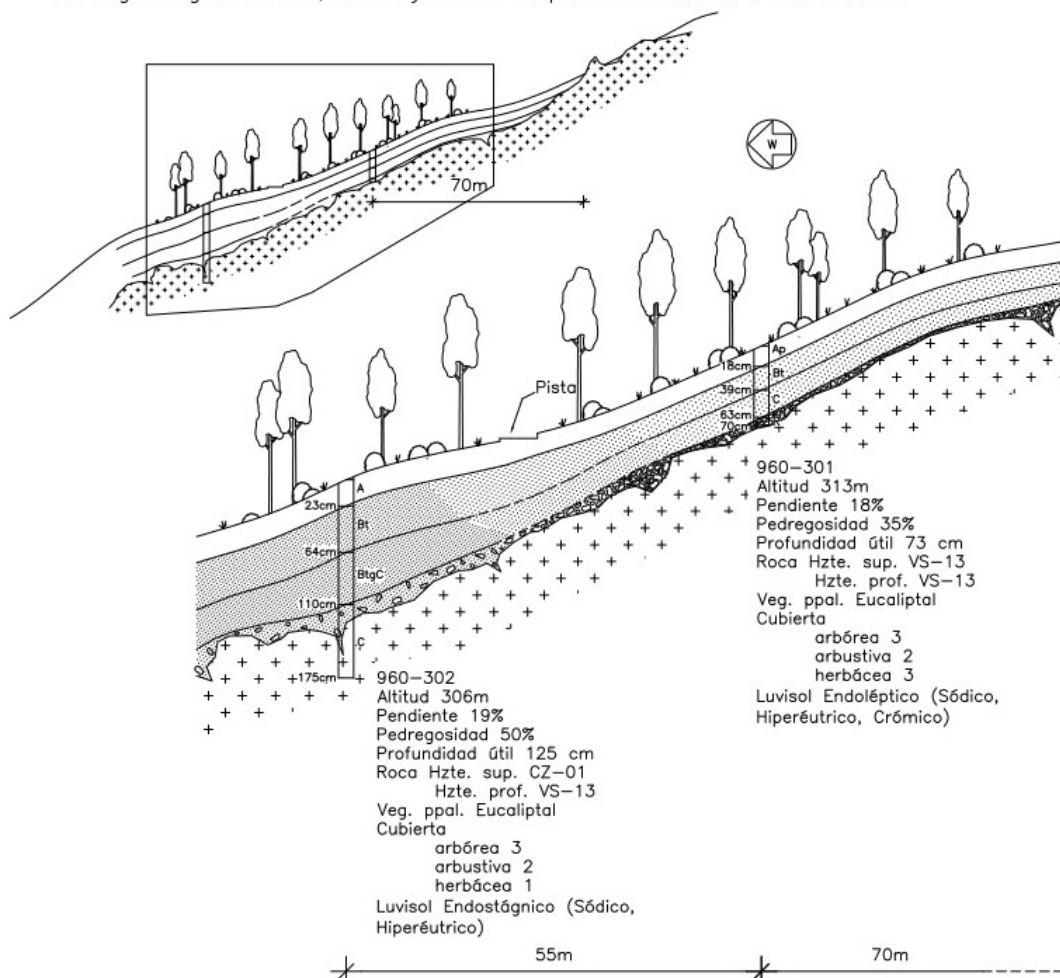 70m
W
Pista
Ap
18cm
Bt
39cm
C
63cm
70cm
A
23cm
Bt
64cm
BtgC
110cm
C
175cm
960-301
Altitud 313m
Pendiente 18%
Pedregosidad 35%
Profundidad útil 73 cm
Roca Hzte. sup. VS-13
Hzte. prof. VS-13
Veg. ppal. Eucaliptal
Cubierta
arbórea 3
arbustiva 2
herbácea 3
Luvisol Endoléptico (Sódico,
Hiperéutrico, Crómico)
960-302
Altitud 306m
Pendiente 19%
Pedregosidad 50%
Profundidad útil 125 cm
Roca Hzte. sup. CZ-01
Hzte. prof. VS-13
Veg. ppal. Eucaliptal
Cubierta
arbórea 3
arbustiva 2
herbácea 1
Luvisol Endostágnico (Sódico,
Hiperéutrico)
55m
70m